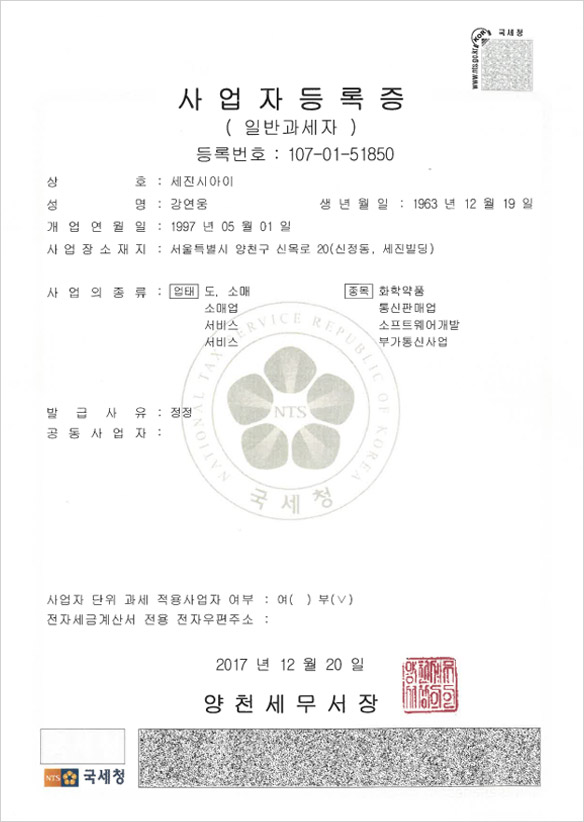 국세청
www.nts.go.kr
사업자등록증
( 일반과세자 )
등록번호 : 107-01-51850
상 호 : 세진시아이
성 명 : 강연웅 생 년 월 일 : 1963 년 12 월 19 일
개 업 연 월 일 : 1997 년 05 월 01 일
사 업 장 소 재 지 : 서울특별시 양천구 신목로 20(신정동, 세진빌딩)
사 업 의 종 류 : 업태 도, 소매 종목 화학약품
소매업 통신판매업
서비스 소프트웨어개발
서비스 부가통신사업
NATIONAL TAX SERVICE REPUBLIC OF KOREA
NTS
국세청
발 급 사 유 : 정정
공 동 사 업 자 :
사업자 단위 과세 적용사업자 여부 : 여( ) 부(∨)
전자세금계산서 전용 전자우편주소 :
2017 년 12 월 20 일
양천세무서장
NTS 국세청